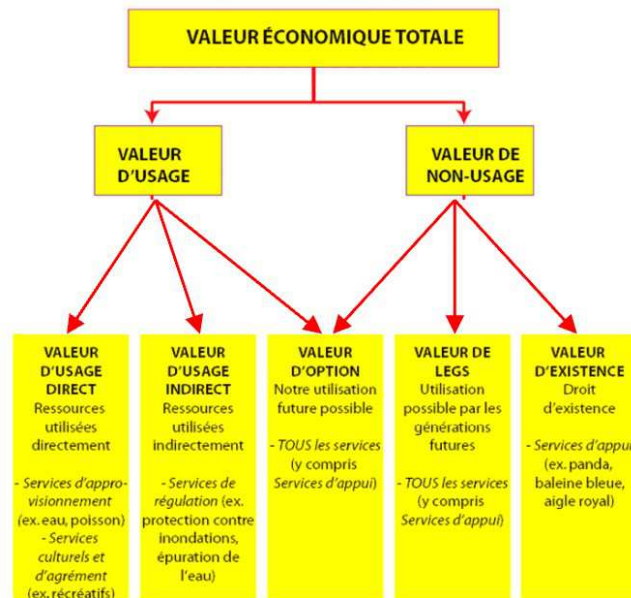 VALEUR ÉCONOMIQUE TOTALE
VALEUR
D'USAGE
VALEUR DE
NON-USAGE
VALEUR
D'USAGE
DIRECT
Ressources
utilisées
directement
- Services d'appro-
visionnement
(ex. eau, poisson)
- Services
culturels et
d'agrément
(ex. récréatifs)
VALEUR
D'USAGE
INDIRECT
Ressources
utilisées
indirectement
- Services de
régulation (ex.
protection contre
inondations,
épuration de
l'eau)
VALEUR
D'OPTION
Notre utilisation
future possible
- TOUS les services
(y compris
Services d'appui)
VALEUR DE
LEGS
Utilisation
possible par les
générations
futures
- TOUS les services
(y compris
Services d'appui)
VALEUR
D'EXISTENCE
Droit
d'existence
- Services d'appui
(ex. panda,
baleine bleue,
aigle royal)